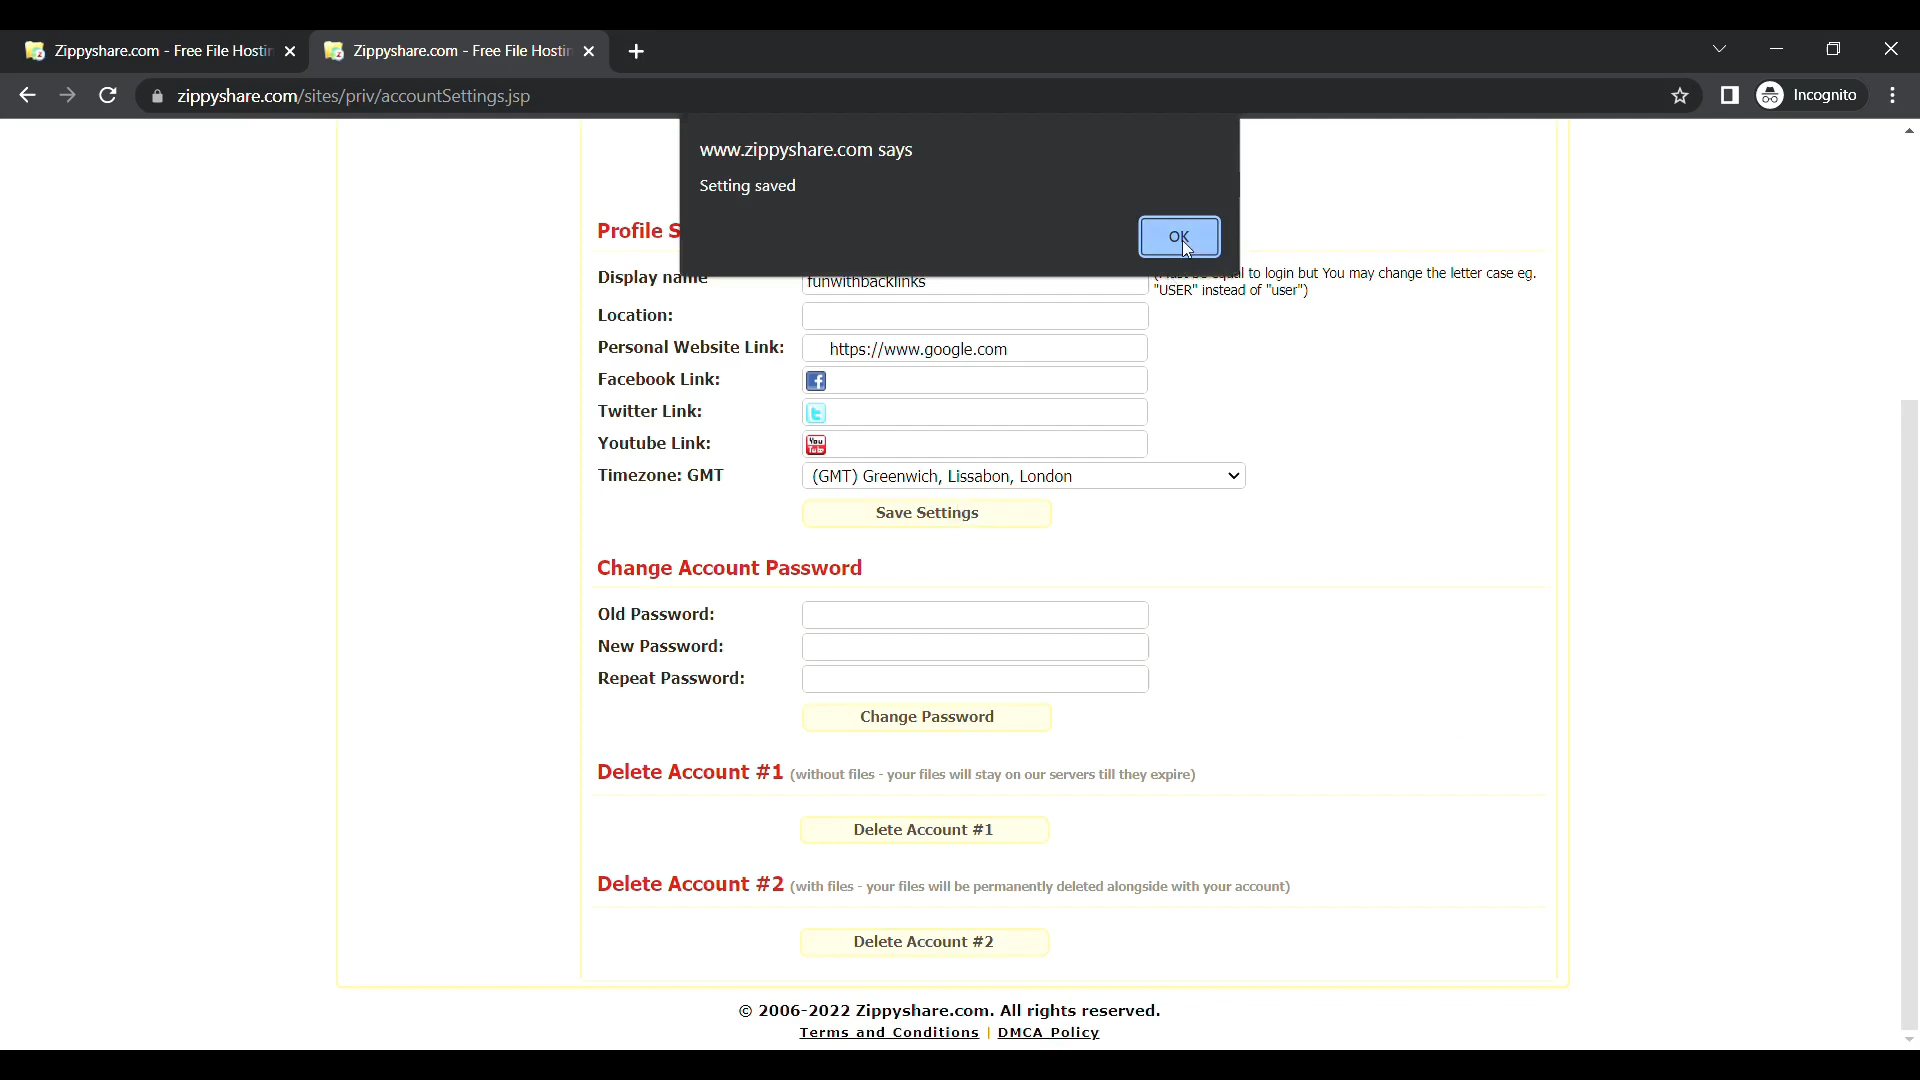 Zippyshare.com - Free File Hostin
Zippyshare.com - Free File Hostin
zippyshare.com/sites/priv/accountSettings.jsp
Incognito
www.zippyshare.com says
Setting saved
OK
Profile S
Display name
funwithbacklinks
to login but You may change the letter case eg.
"USER" instead of "user")
Location:
Personal Website Link:
https://www.google.com
Facebook Link:
Twitter Link:
Youtube Link:
You
Tube
Timezone: GMT
(GMT) Greenwich, Lissabon, London
Save Settings
Change Account Password
Old Password:
New Password:
Repeat Password:
Change Password
Delete Account #1 (without files - your files will stay on our servers till they expire)
Delete Account #1
Delete Account #2 (with files - your files will be permanently deleted alongside with your account)
Delete Account #2
© 2006-2022 Zippyshare.com. All rights reserved.
Terms and Conditions | DMCA Policy